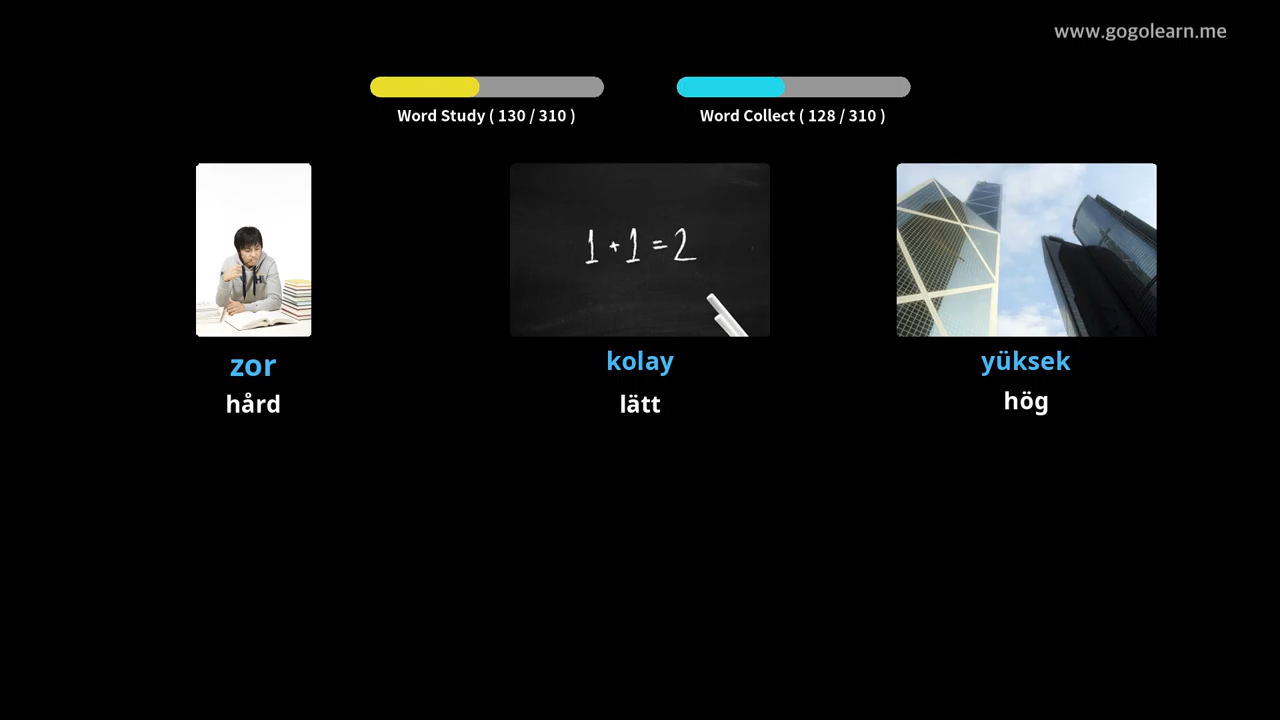 www.gogolearn.me
Word Study ( 130 / 310 )
Word Collect ( 128 / 310 )
1 + 1 = 2
zor
hård
kolay
lätt
yüksek
hög